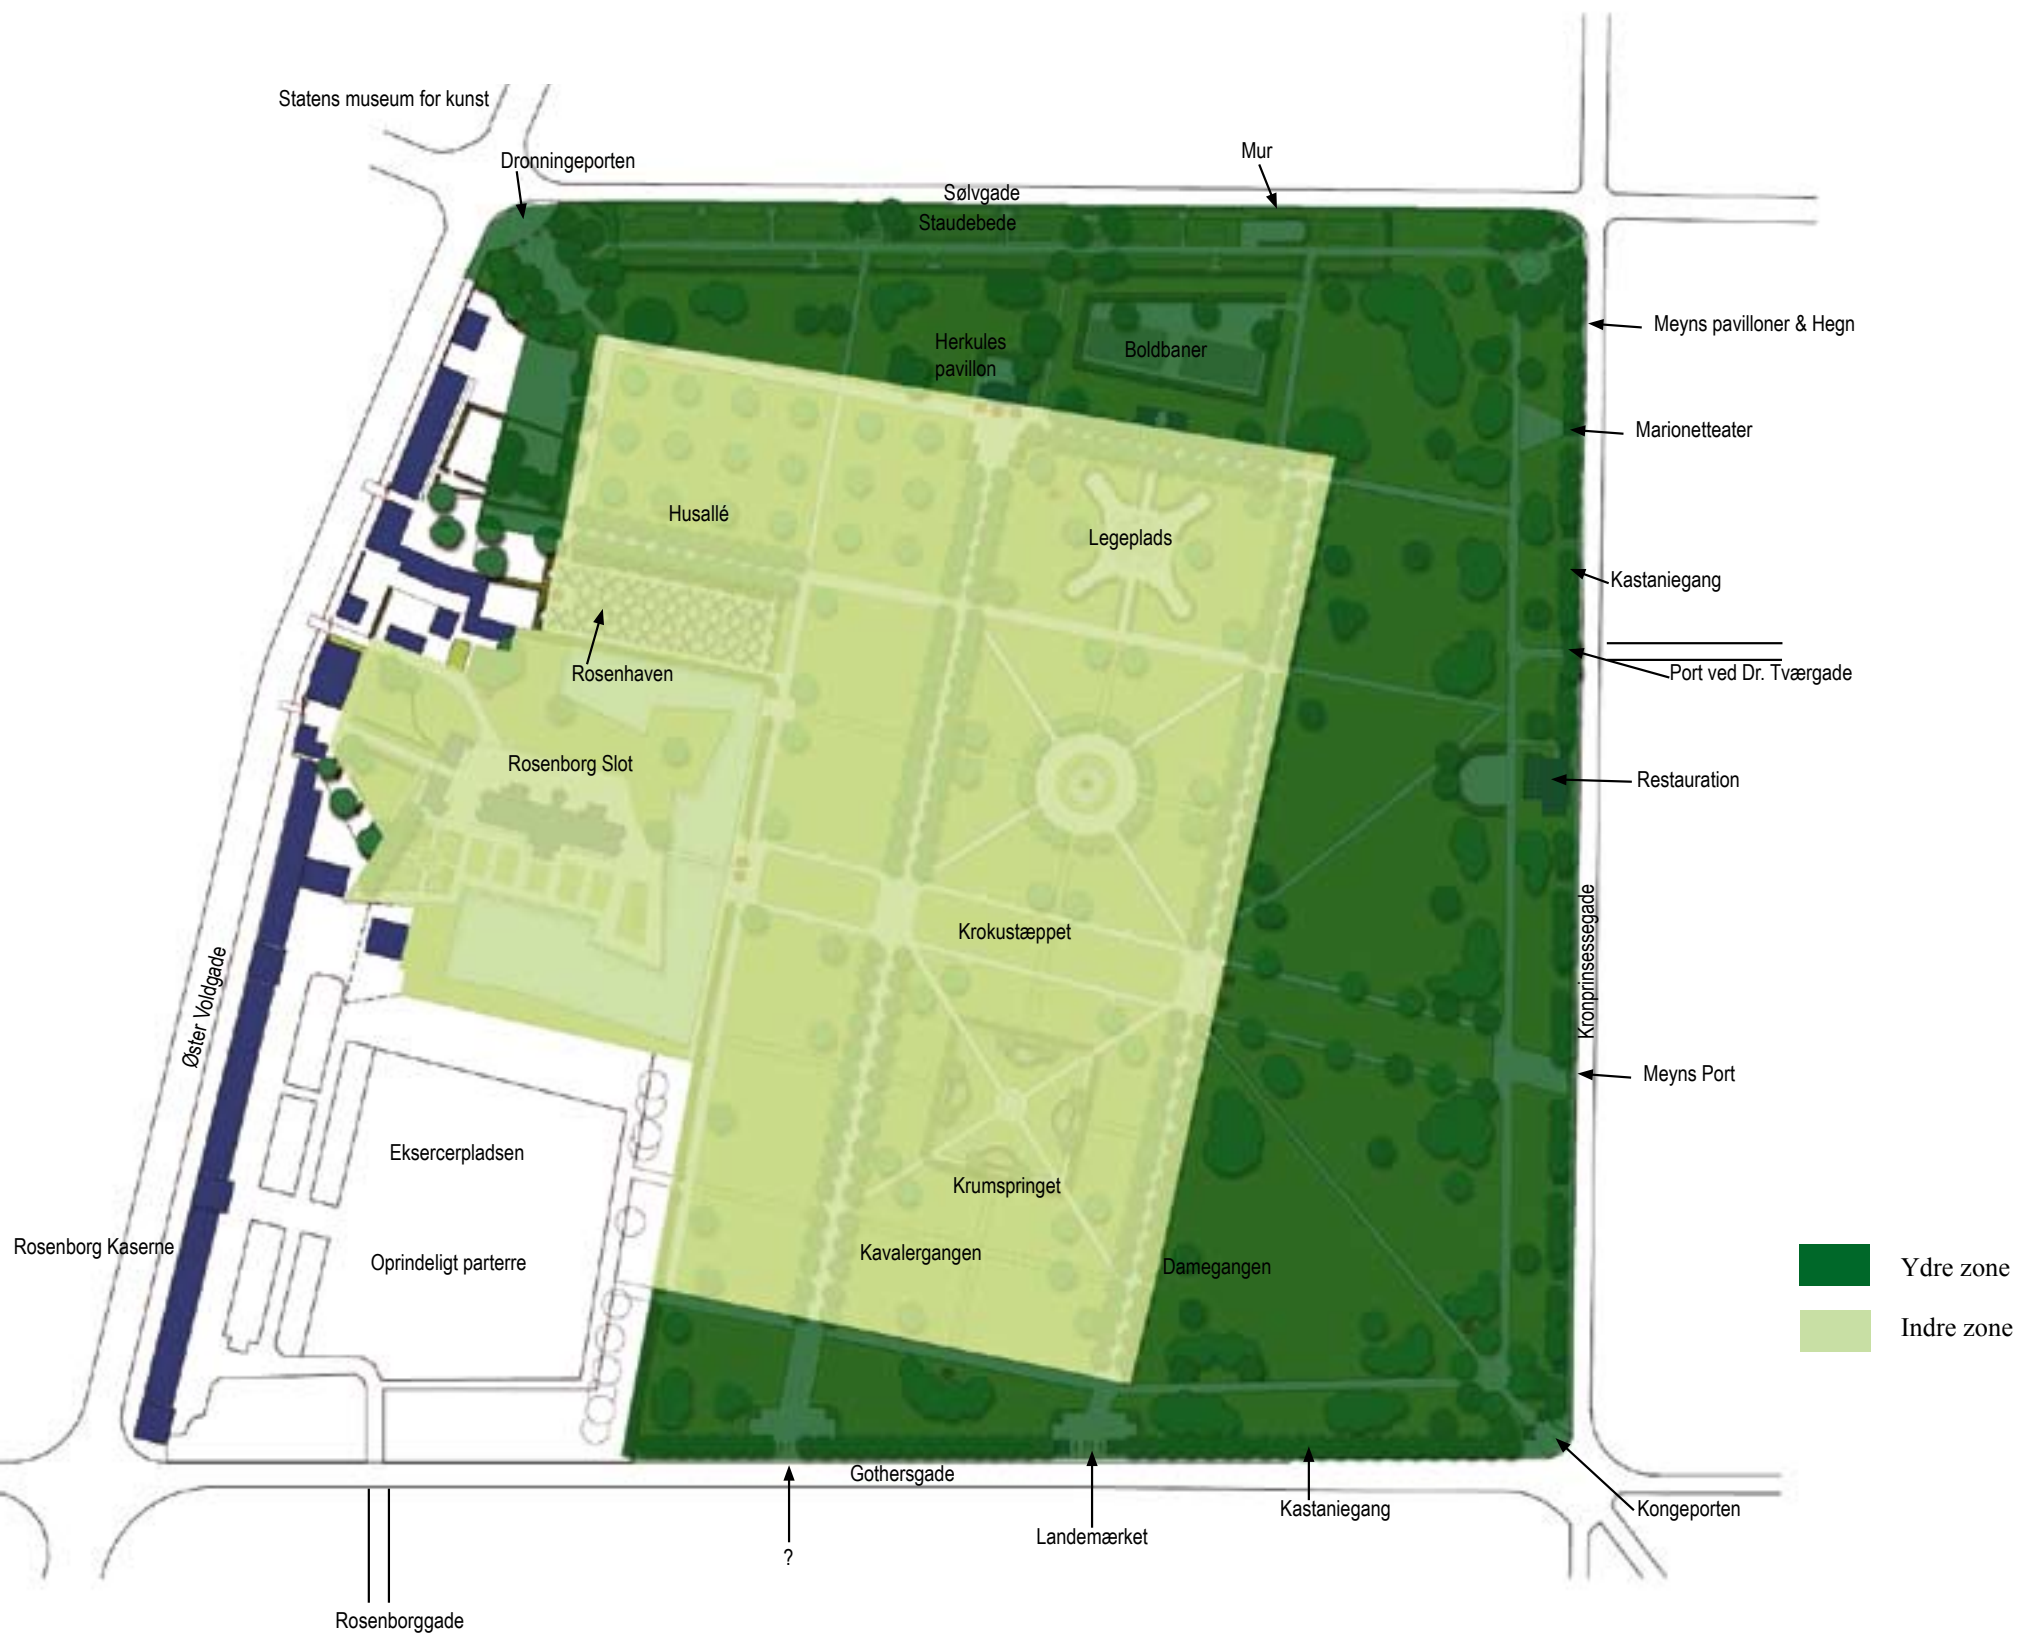 Statens museum for kunst
Mur
Dronningeporten
Sølvgade
Staudebede
Meyns pavilloner & Hegn
Herkules
pavillon
Boldbaner
Marionetteater
Husallé
Legeplads
Kastaniegang
Rosenhaven
Port ved Dr. Tværgade
Rosenborg Slot
Restauration
Krokustæppet
Kronprinsessegade
Øster Voldgade
Meyns Port
Eksercerpladsen
Krumspringet
Rosenborg Kaserne
Kavalergangen
Oprindeligt parterre
Damegangen
Ydre zone
Indre zone
Gothersgade
Kastaniegang
Kongeporten
Landemærket
?
Rosenborggade